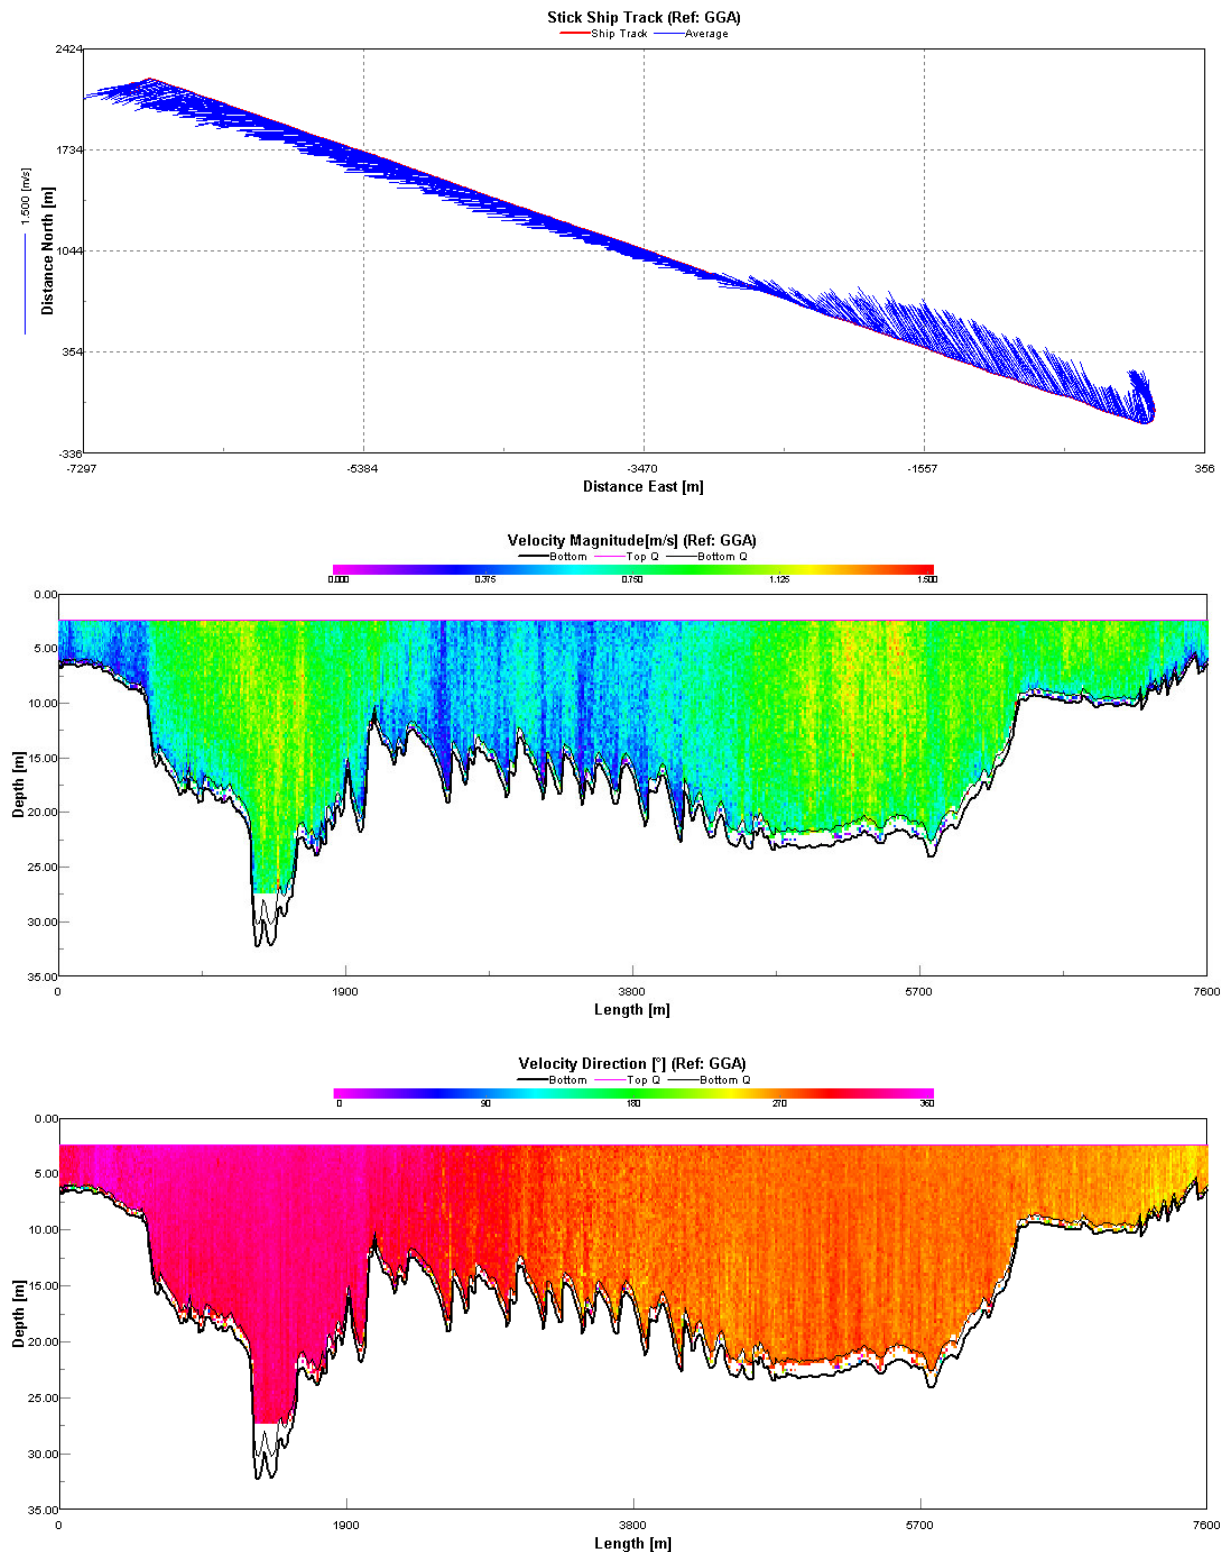 Stick Ship Track (Ref: GGA)
Ship Track Average
2424
1734
1044
354
-336
1.500 [m/s]
Distance North [m]
-7297 -5384 -3470 -1557 356
Distance East [m]
Velocity Magnitude[m/s] (Ref: GGA)
Bottom Top Q Bottom Q
0.000 0.375 0.750 1.125 1.500
0.00
5.00
10.00
15.00
20.00
25.00
30.00
35.00
Depth [m]
0 1900 3800 5700 7600
Length [m]
Velocity Direction [°] (Ref: GGA)
Bottom Top Q Bottom Q
0 90 180 270 360
0.00
5.00
10.00
15.00
20.00
25.00
30.00
35.00
Depth [m]
0 1900 3800 5700 7600
Length [m]